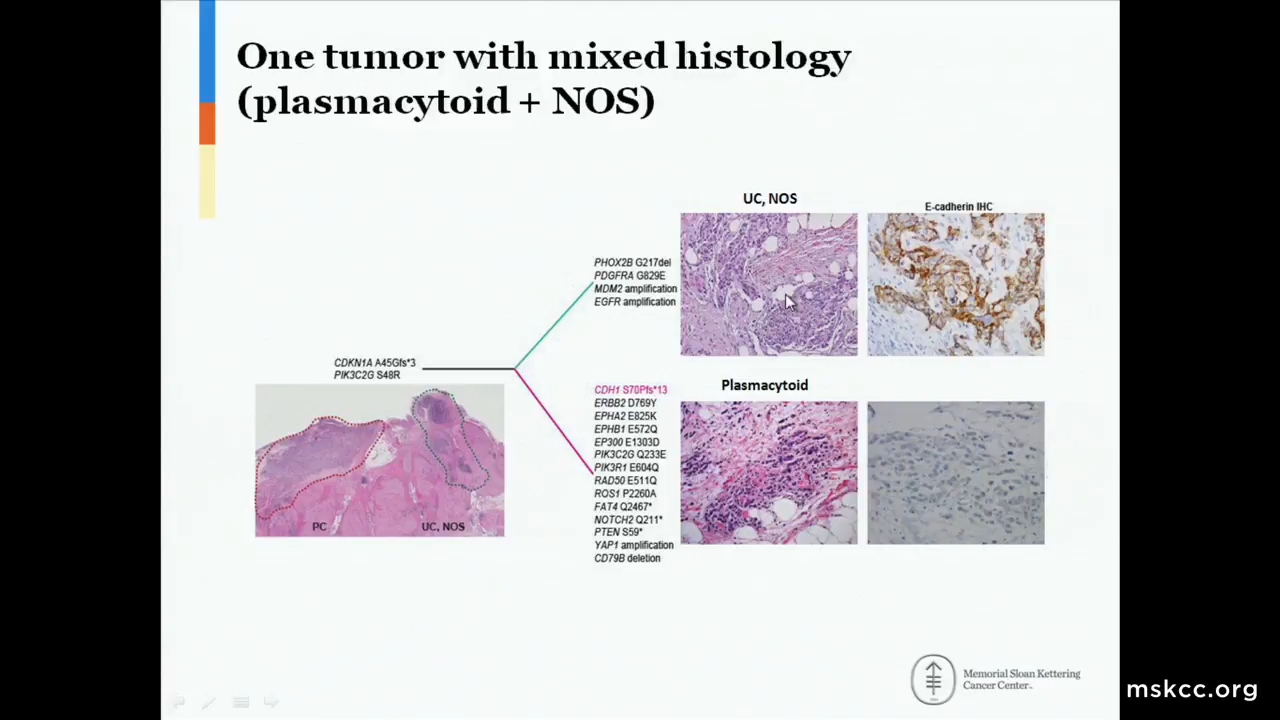 One tumor with mixed histology
(plasmacytoid + NOS)
UC, NOS
E-cadherin IHC
PHOX2B G217del
PDGFRA G829E
MDM2 amplification
EGFR amplification
CDKN1A A45Gfs*3
PIK3C2G S48R
PC
UC, NOS
CDH1 S70Pfs*13
ERBB2 D769Y
EPHA2 E825K
EPHB1 E572Q
EP300 E1303D
PIK3C2G Q233E
PIK3R1 E604Q
RAD50 E511Q
ROS1 P2260A
FAT4 Q2467*
NOTCH2 Q211*
PTEN S59*
YAP1 amplification
CD79B deletion
Plasmacytoid
Memorial Sloan Kettering
Cancer Center
mskcc.org